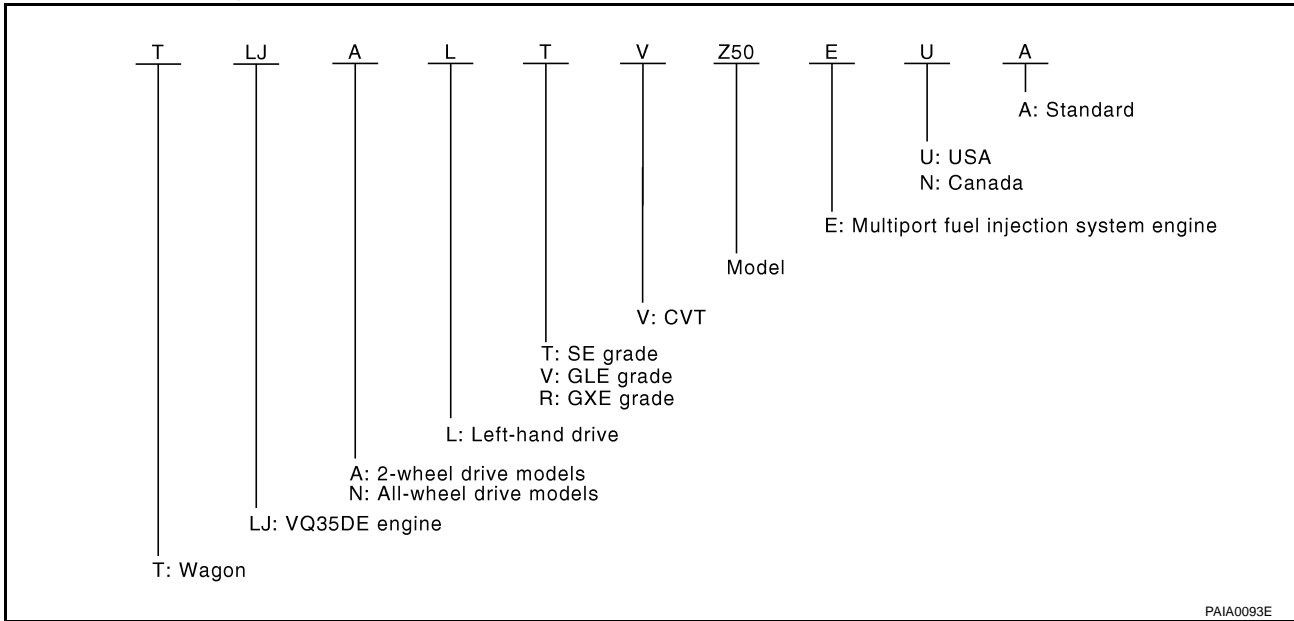 T LJ A L T V Z50 E U A
A: Standard
U: USA
N: Canada
E: Multiport fuel injection system engine
Model
V: CVT
T: SE grade
V: GLE grade
R: GXE grade
L: Left-hand drive
A: 2-wheel drive models
N: All-wheel drive models
LJ: VQ35DE engine
T: Wagon
PAIA0093E